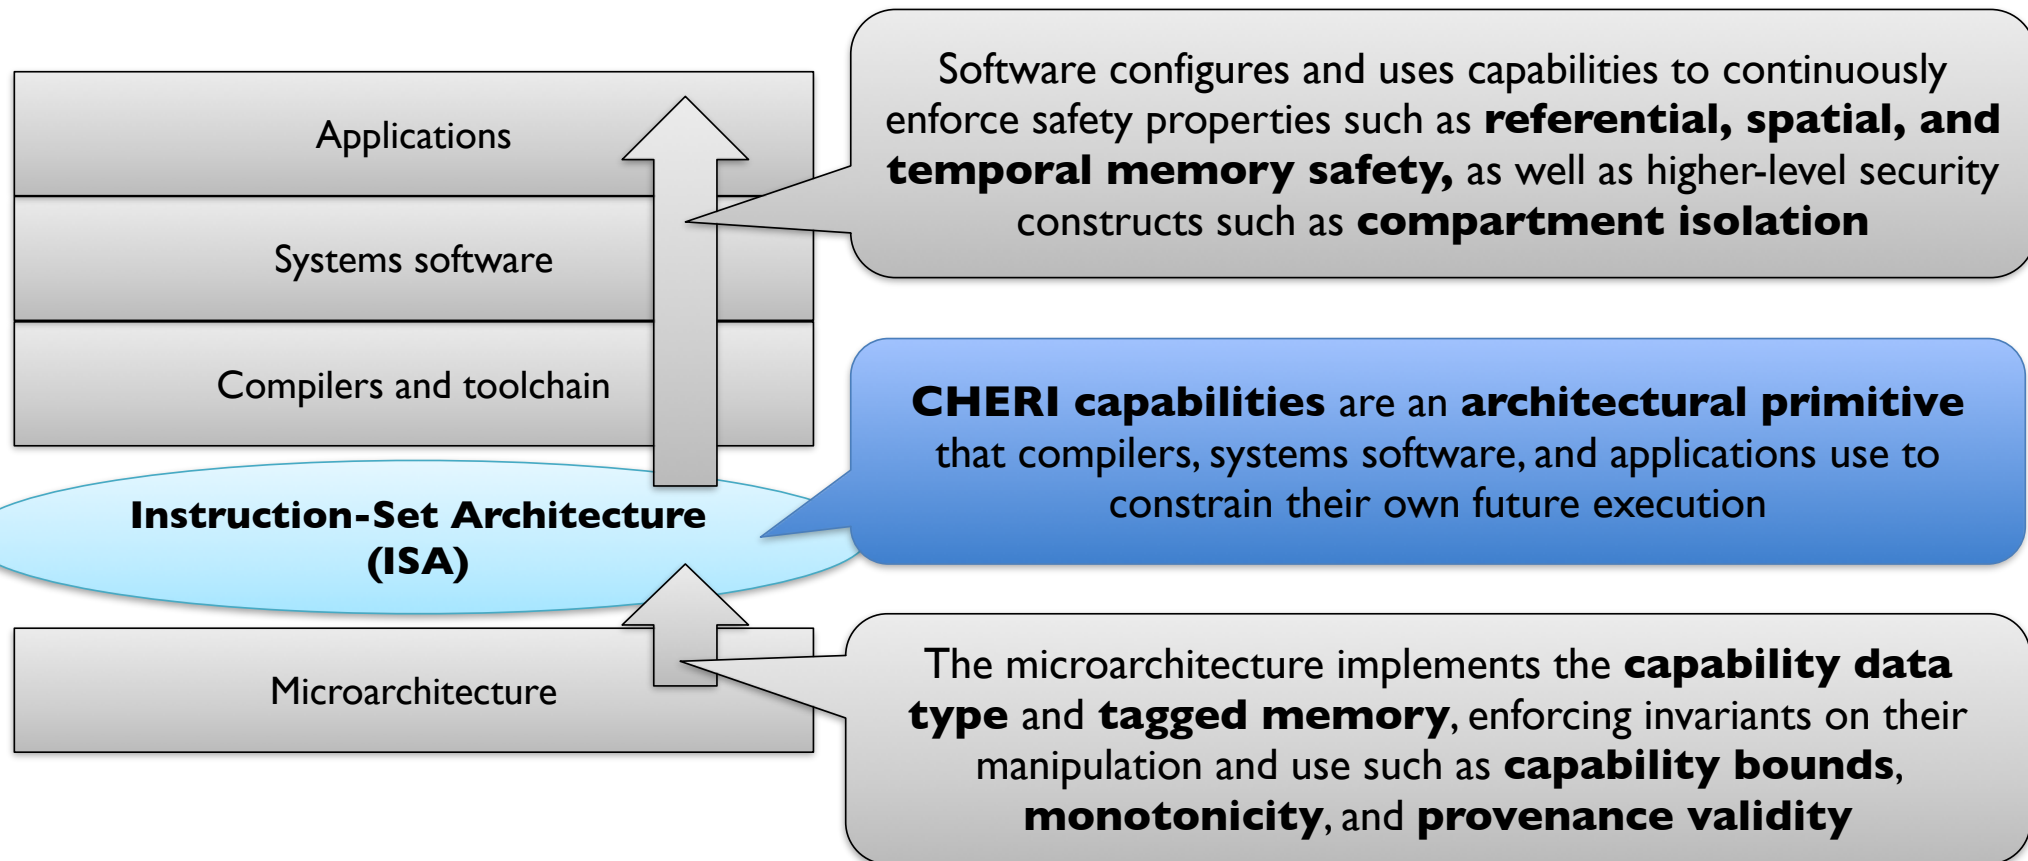 Applications
Systems software
Compilers and toolchain
Instruction-Set Architecture
(ISA)
Microarchitecture
Software configures and uses capabilities to continuously
enforce safety properties such as referential, spatial, and
temporal memory safety, as well as higher-level security
constructs such as compartment isolation
CHERI capabilities are an architectural primitive
that compilers, systems software, and applications use to
constrain their own future execution
The microarchitecture implements the capability data
type and tagged memory, enforcing invariants on their
manipulation and use such as capability bounds,
monotonicity, and provenance validity